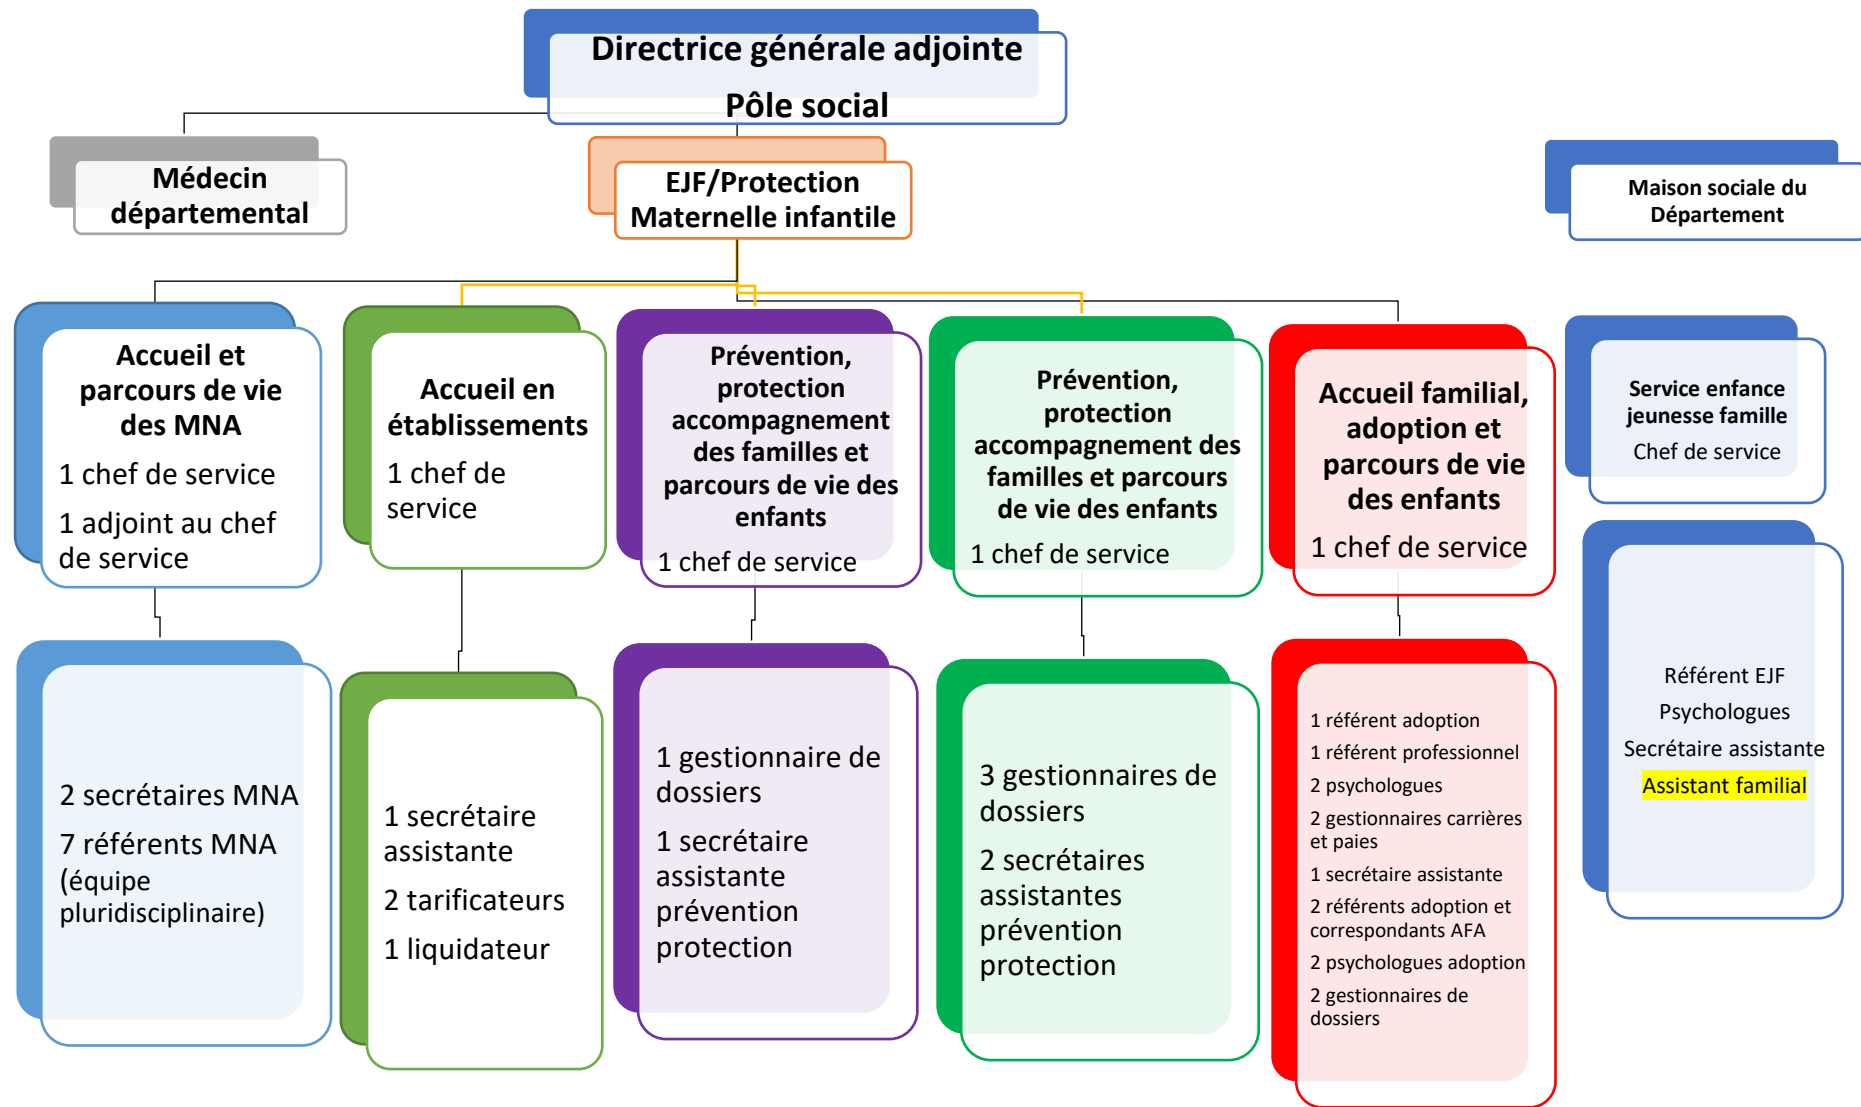 Directrice générale adjointe
Pôle social
Médecin
départemental
EJF/Protection
Maternelle infantile
Maison sociale du
Département
Accueil et
parcours de vie
des MNA
1 chef de service
1 adjoint au chef
de service
Accueil en
établissements
1 chef de
service
Prévention,
protection
accompagnement
des familles et
parcours de vie des
enfants
1 chef de service
Prévention,
protection
accompagnement des
familles et parcours
de vie des enfants
1 chef de service
Accueil familial,
adoption et
parcours de vie
des enfants
1 chef de service
Service enfance
jeunesse famille
Chef de service
2 secrétaires MNA
7 référents MNA
(équipe
pluridisciplinaire)
1 secrétaire
assistante
2 tarificateurs
1 liquidateur
1 gestionnaire de
dossiers
1 secrétaire
assistante
prévention
protection
3 gestionnaires de
dossiers
2 secrétaires
assistantes
prévention
protection
1 référent adoption
1 référent professionnel
2 psychologues
2 gestionnaires carrières
et paies
1 secrétaire assistante
2 référents adoption et
correspondants AFA
2 psychologues adoption
2 gestionnaires de
dossiers
Référent EJF
Psychologues
Secrétaire assistante
Assistant familial